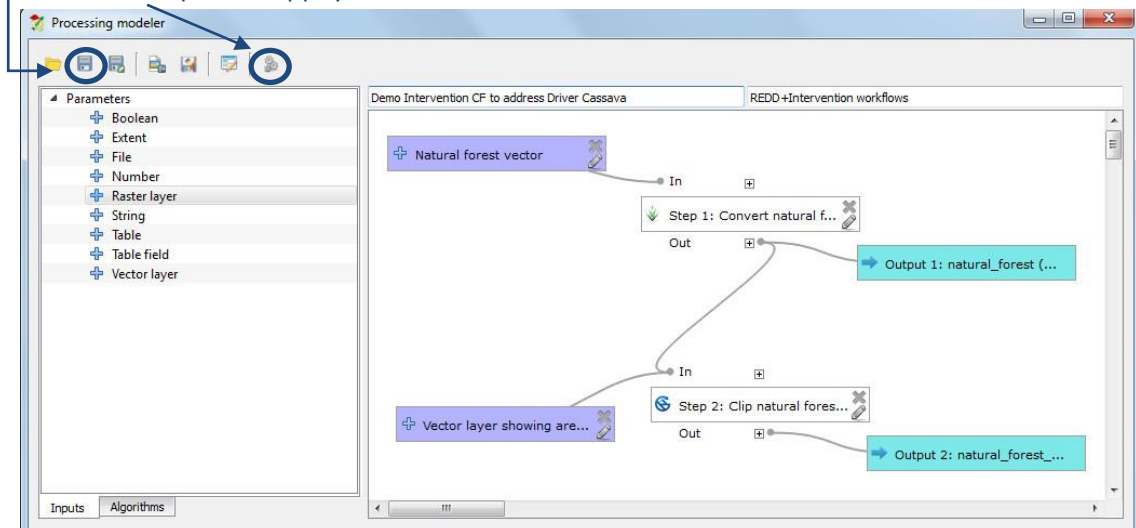 Processing modeler
Parameters
Boolean
Extent
File
Number
Raster layer
String
Table
Table field
Vector layer
Inputs
Algorithms
Demo Intervention CF to address Driver Cassava
REDD+Intervention workflows
Natural forest vector
In
Step 1: Convert natural f...
Out
Output 1: natural_forest (...
In
Step 2: Clip natural fores...
Vector layer showing are...
Out
Output 2: natural_forest_...